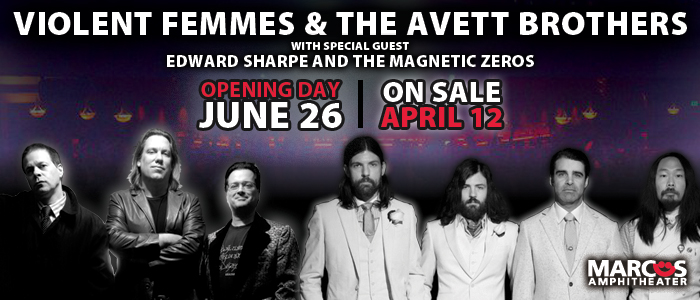 VIOLENT FEMMES & THE AVETT BROTHERS
WITH SPECIAL GUEST
EDWARD SHARPE AND THE MAGNETIC ZEROS
OPENING DAY
JUNE 26
ON SALE
APRIL 12
MARCOS
AMPHITHEATER